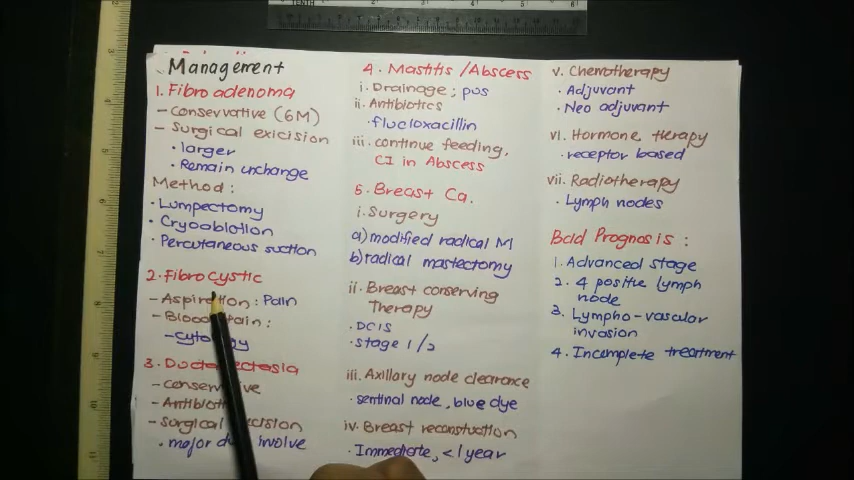 Management
1. Fibroadenoma
- Conservative (6M)
- Surgical exicision
• larger
• Remain unchange
Method:
• Lumpectomy
• Cryoablotion
• Percutaneous suction
2. Fibrocystic
- Aspiration: Pain
- Blood
- Cytology
3. Ductal ectasia
- Conservative
- Antibiotic
- Surgical excision
• major duct involve
4. Mastitis / Abscess
i. Drainage; pus
ii. Antibiotics
• flucloxacillin
iii. continue feeding,
CI in Abscess
5. Breast Ca.
i. Surgery
a) modified radical M
b) radical mastectomy
ii. Breast conserving
Therapy
• DCIS
• stage 1/2
iii. Axillary node clearance
• sentinal node, blue dye
iv. Breast reconstuction
• Immediate, <1 year
v. Chemotherapy
• Adjuvant
• Neo adjuvant
vi. Hormone therapy
• receptor based
vii. Radiotherapy
• Lymph nodes
Bad Prognosis:
1. Advanced stage
2. 4 positive lymph
node
3. Lympho-vascular
invasion
4. Incomplete treatment